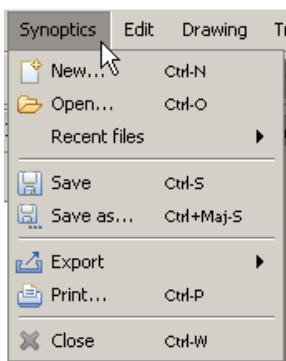 Synoptics Edit Drawing
New... Ctrl-N
Open... Ctrl-O
Recent files
Save Ctrl-S
Save as... Ctrl+Maj-S
Export
Print... Ctrl-P
Close Ctrl-W